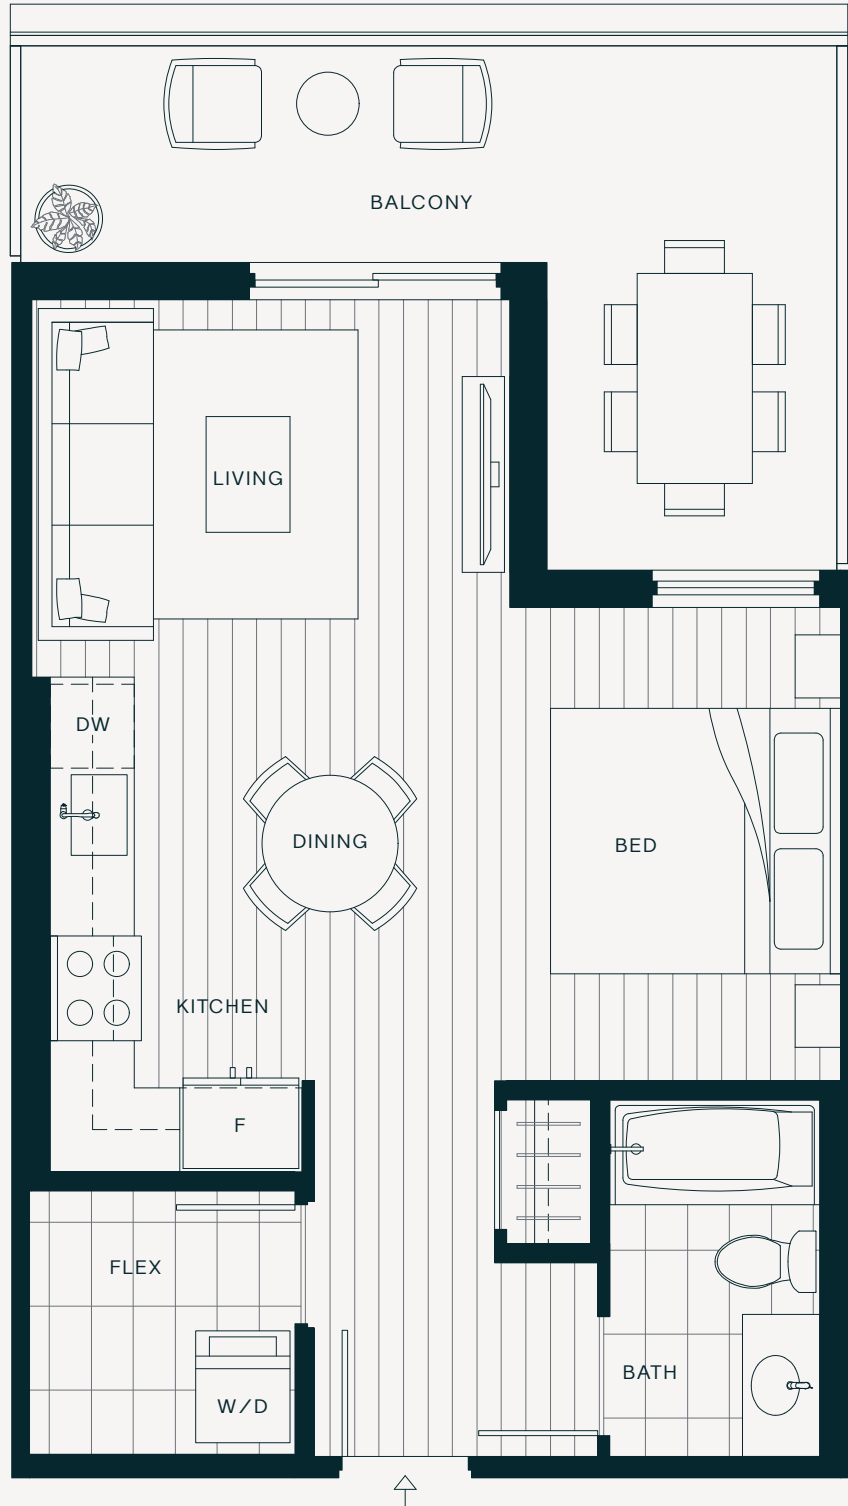 BALCONY
LIVING
DW
DINING
BED
KITCHEN
F
FLEX
BATH
W/D